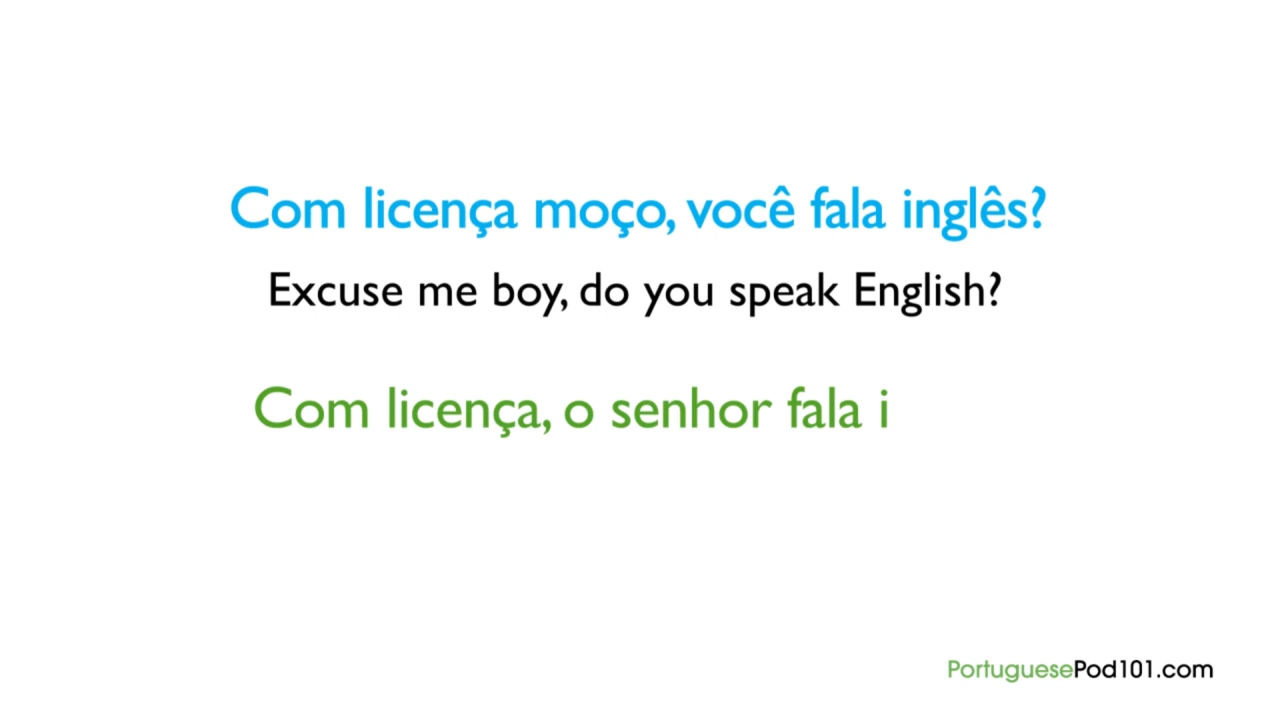 Com licença moço, você fala inglês?
Excuse me boy, do you speak English?
Com licença, o senhor fala i
PortuguesePod101.com